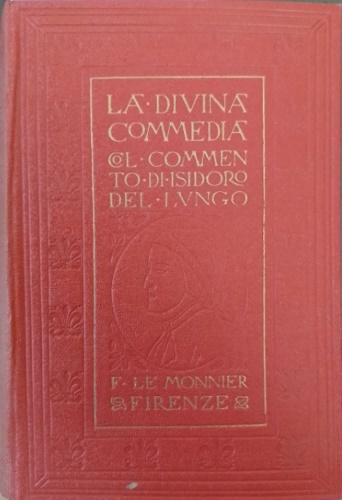 LA·DIVINA
COMMEDIA
COL·COMMEN
TO·DI·ISIDORO
DEL·LVNGO
F·LE MONNIER
FIRENZE